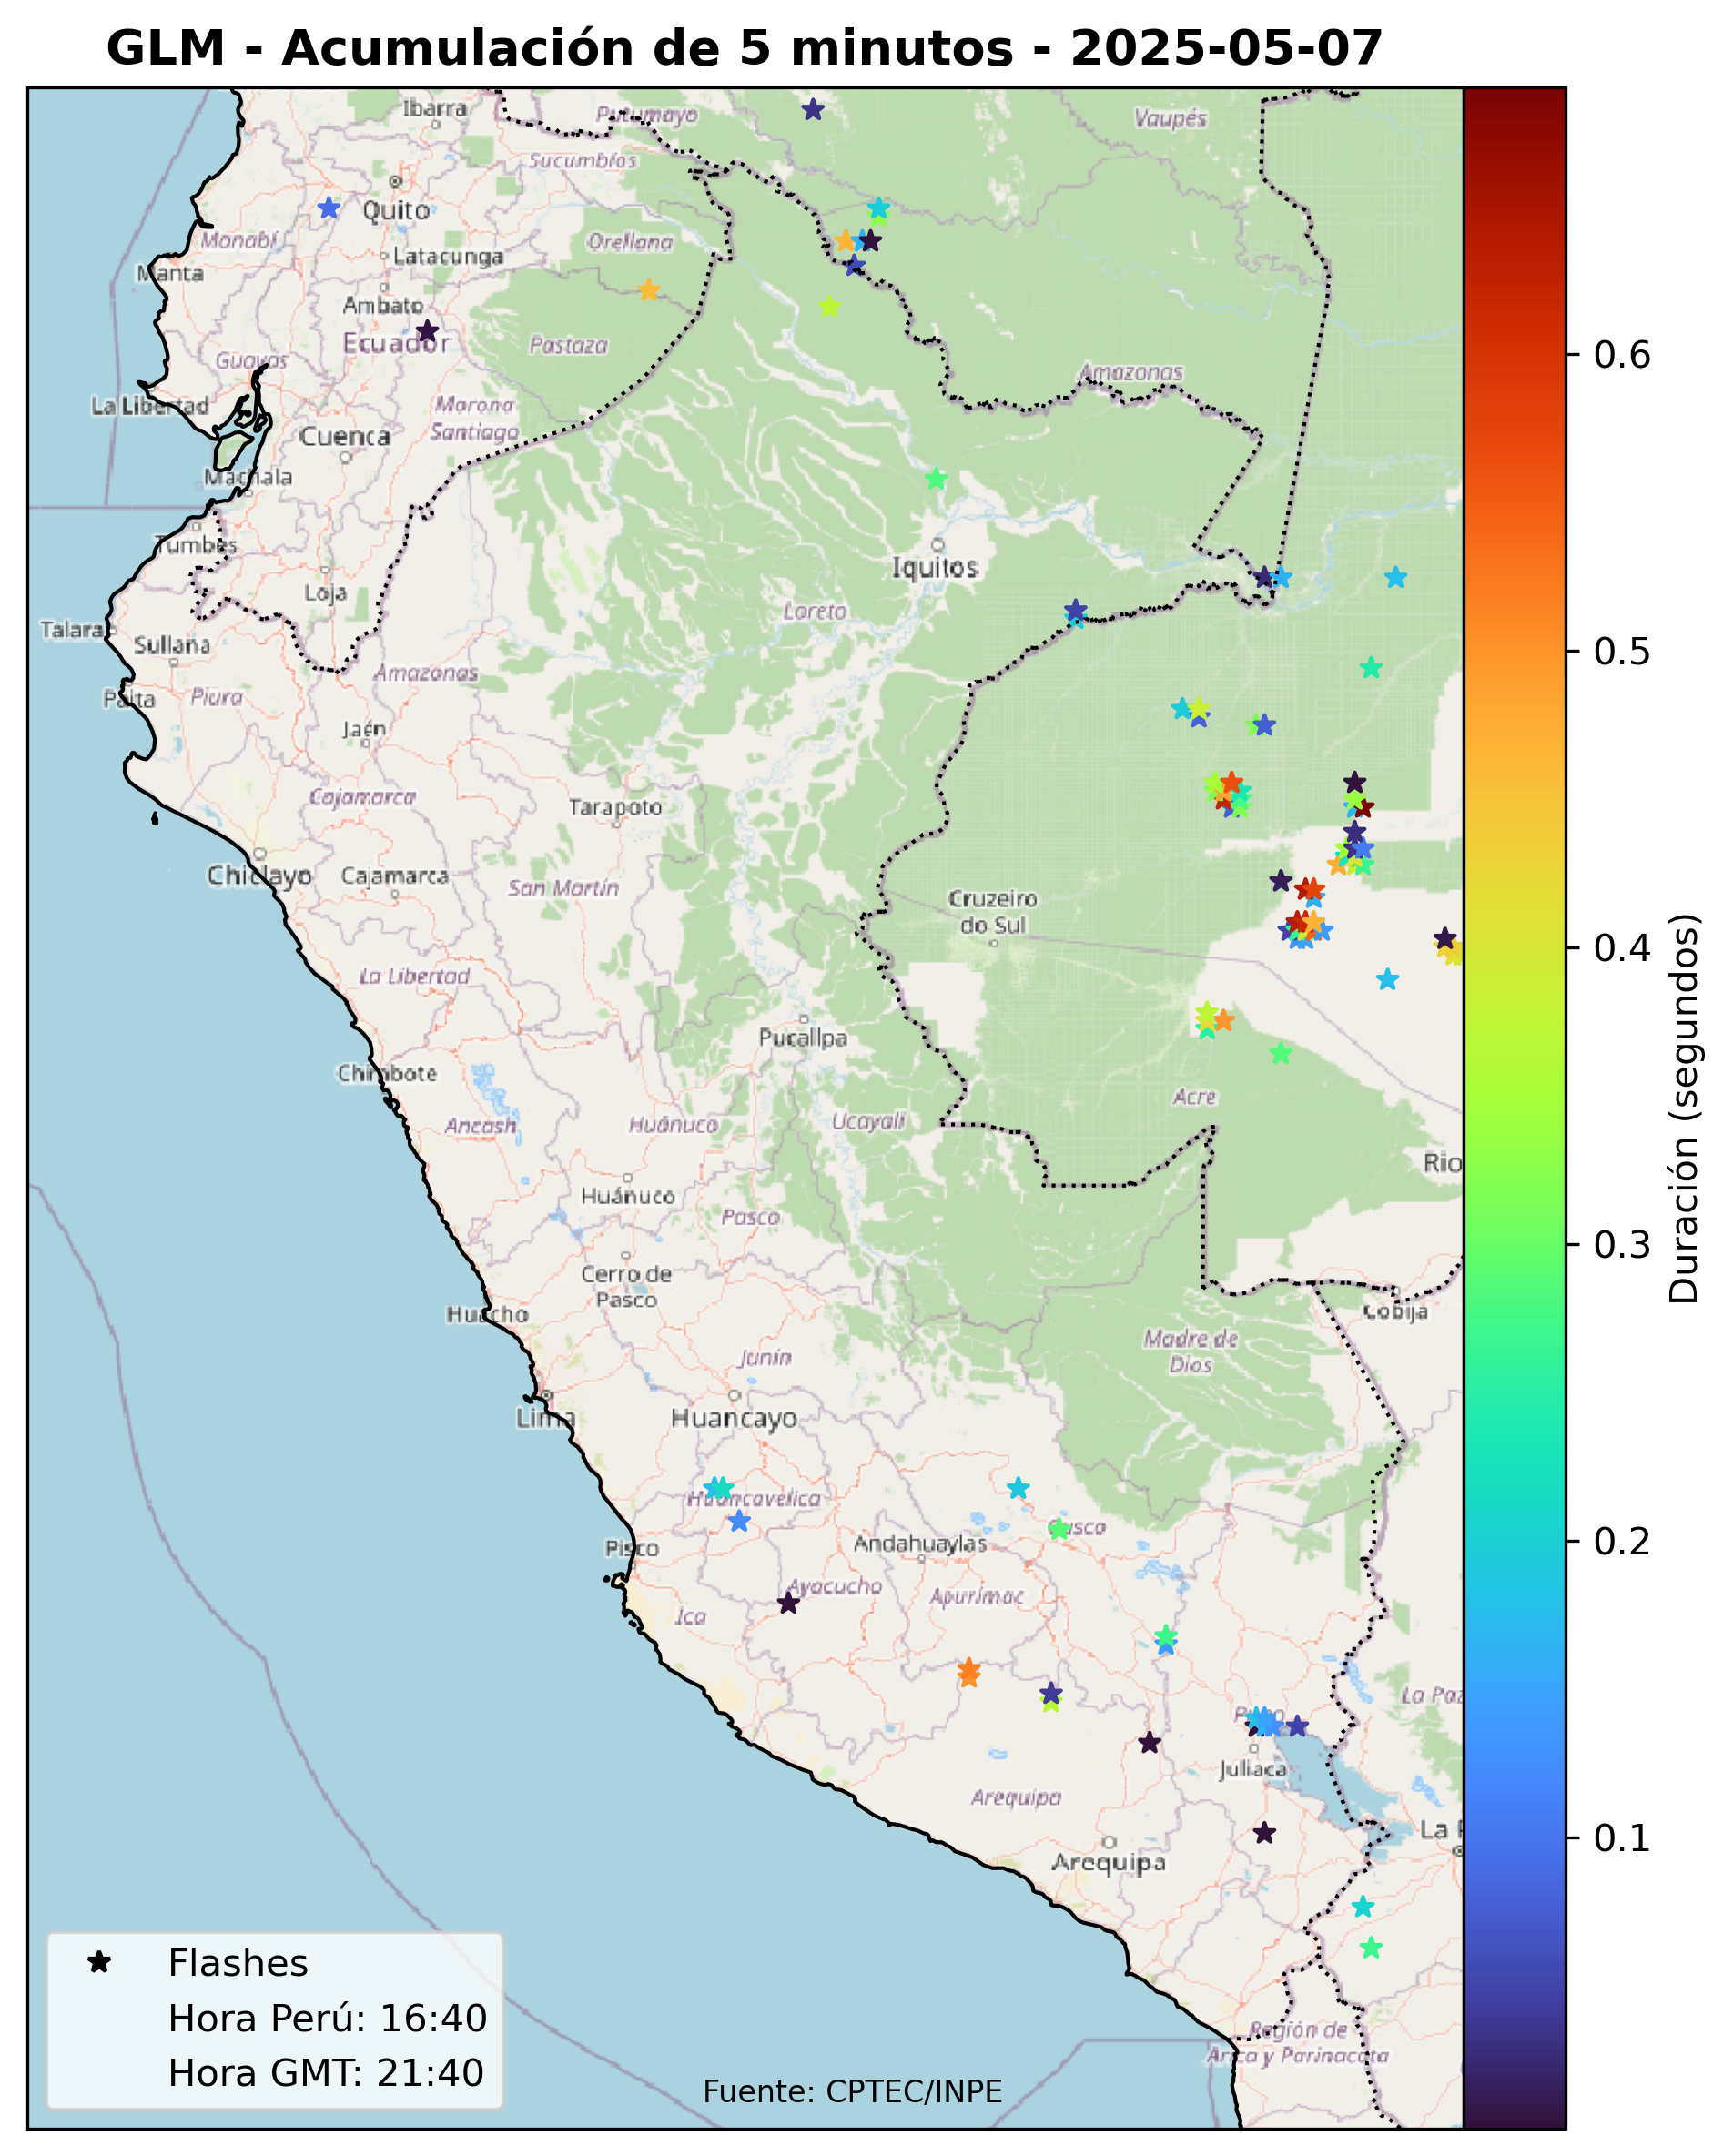 GLM - Acumulación de 5 minutos - 2025-05-07
Ibarra
Putumayo
Vaupés
Sucumbíos
Quito
Manabí
Orellana
Latacunga
Manta
Ambato
Ecuador
Pastaza
Guayas
Amazonas
La Libertad
Morona
Santiago
Cuenca
Machala
Tumbes
Iquitos
Loja
Loreto
Talara
Sullana
Amazonas
Paita
Piura
Jaén
Cajamarca
Tarapoto
Chiclayo
Cajamarca
San Martín
Cruzeiro
do Sul
La Libertad
Pucallpa
Chimbote
Acre
Ancash
Huánuco
Ucayali
Rio
Huánuco
Pasco
Cerro de
Pasco
Huacho
Cobija
Madre de
Dios
Junín
Lima
Huancayo
Huancavelica
Cusco
Pisco
Andahuaylas
Ayacucho
Apurímac
Ica
La Paz
Puno
Juliaca
Arequipa
La P
Arequipa
Región de
Arica y Parinacota
Flashes
Hora Perú: 16:40
Hora GMT: 21:40
Fuente: CPTEC/INPE
0.6
0.5
0.4
0.3
0.2
0.1
Duración (segundos)